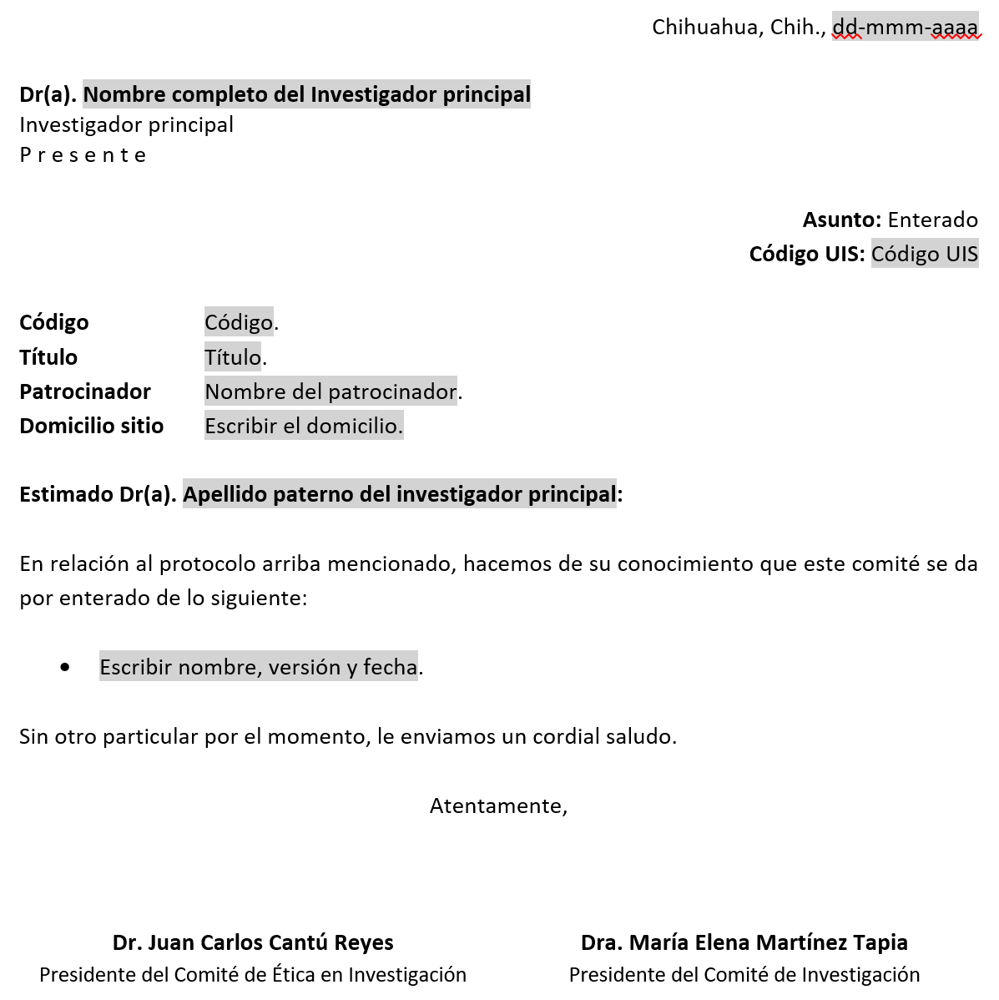 Chihuahua, Chih., dd-mmm-aaaa
Dr(a). Nombre completo del Investigador principal
Investigador principal
P r e s e n t e
Asunto: Enterado
Código UIS: Código UIS
Código Código.
Título Título.
Patrocinador Nombre del patrocinador.
Domicilio sitio Escribir el domicilio.
Estimado Dr(a). Apellido paterno del investigador principal:
En relación al protocolo arriba mencionado, hacemos de su conocimiento que este comité se da
por enterado de lo siguiente:
• Escribir nombre, versión y fecha.
Sin otro particular por el momento, le enviamos un cordial saludo.
Atentamente,
Dr. Juan Carlos Cantú Reyes Dra. María Elena Martínez Tapia
Presidente del Comité de Ética en Investigación Presidente del Comité de Investigación